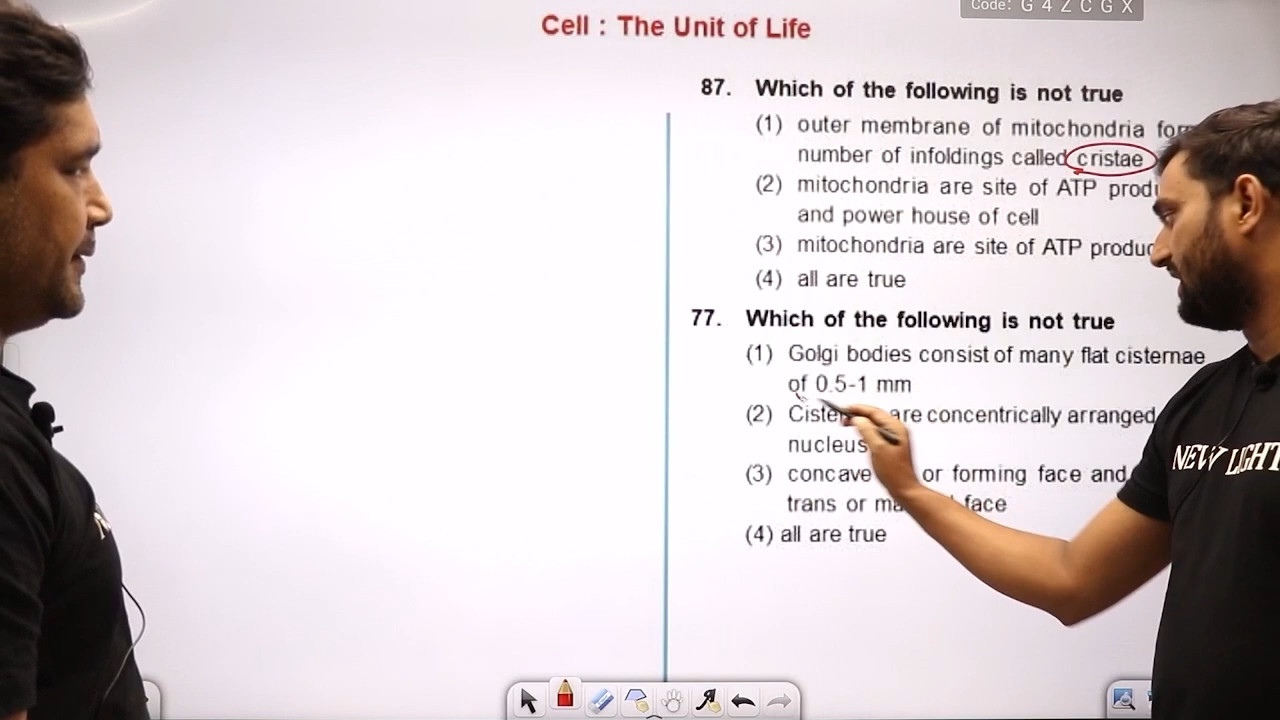 Code: G 4 Z C G X
Cell : The Unit of Life
87. Which of the following is not true
(1) outer membrane of mitochondria
number of infoldings called cristae
(2) mitochondria are site of ATP
and power house of cell
(3) mitochondria are site of ATP
(4) all are true
77. Which of the following is not true
(1) Golgi bodies consist of many flat cisternae
of 0.5-1 mm
(2) are concentrically arranged
nucleus
(3) concave or forming face and
trans or face
(4) all are true
NEW LIGHT